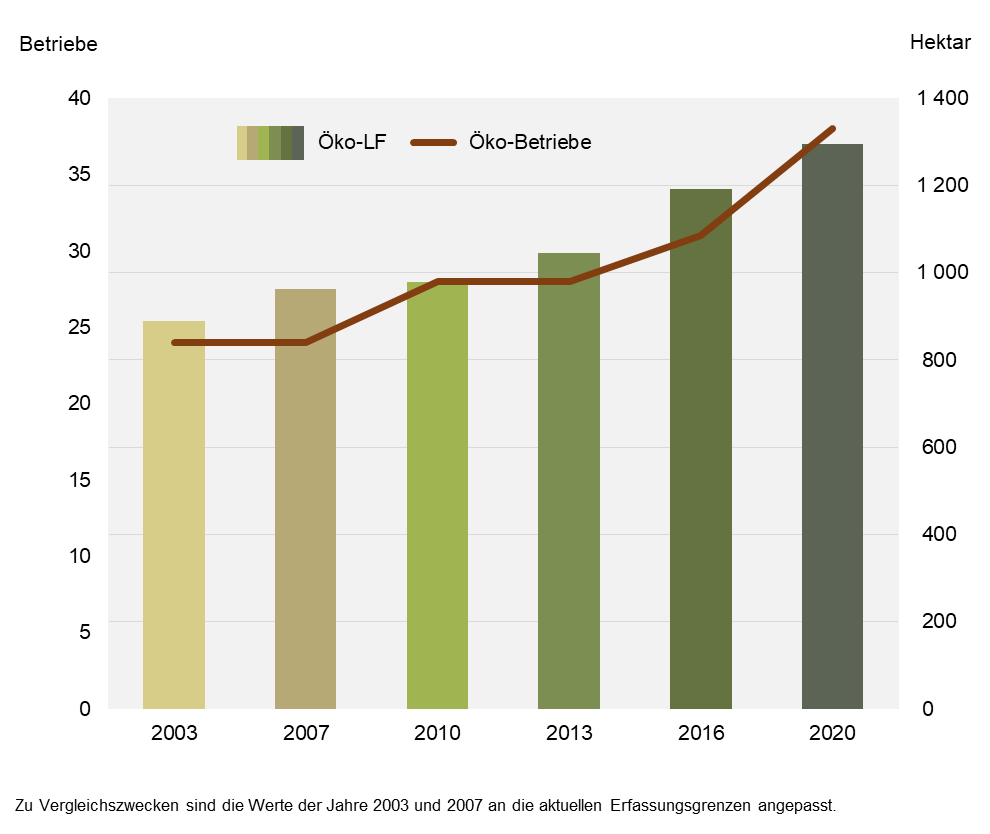 Betriebe
Hektar
Öko-LF
Öko-Betriebe
40
35
30
25
20
15
10
5
0
1 400
1 200
1 000
800
600
400
200
0
2003 2007 2010 2013 2016 2020
Zu Vergleichszwecken sind die Werte der Jahre 2003 und 2007 an die aktuellen Erfassungsgrenzen angepasst.